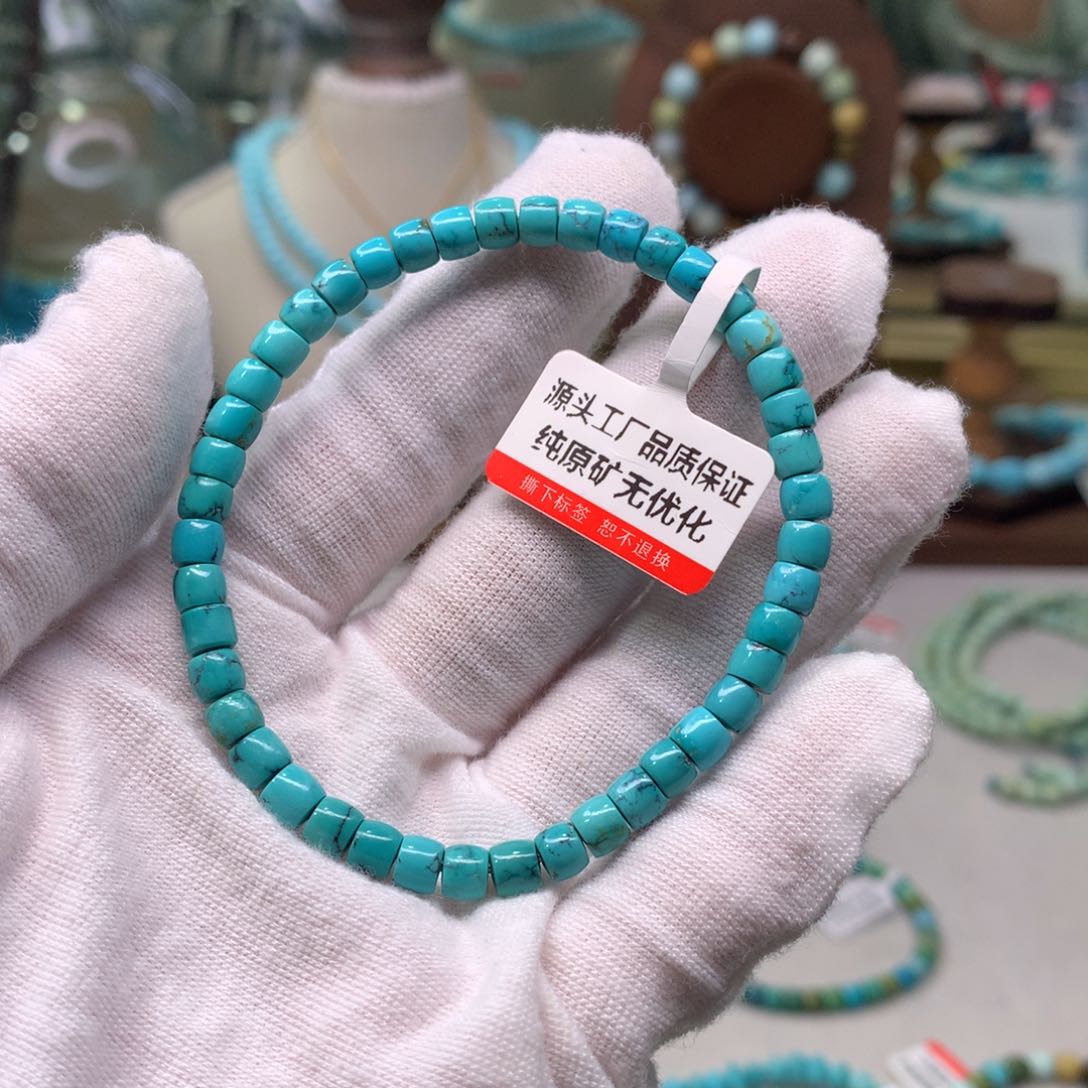 源头工厂品质保证
纯原矿无优化
撕下标签 恕不退换